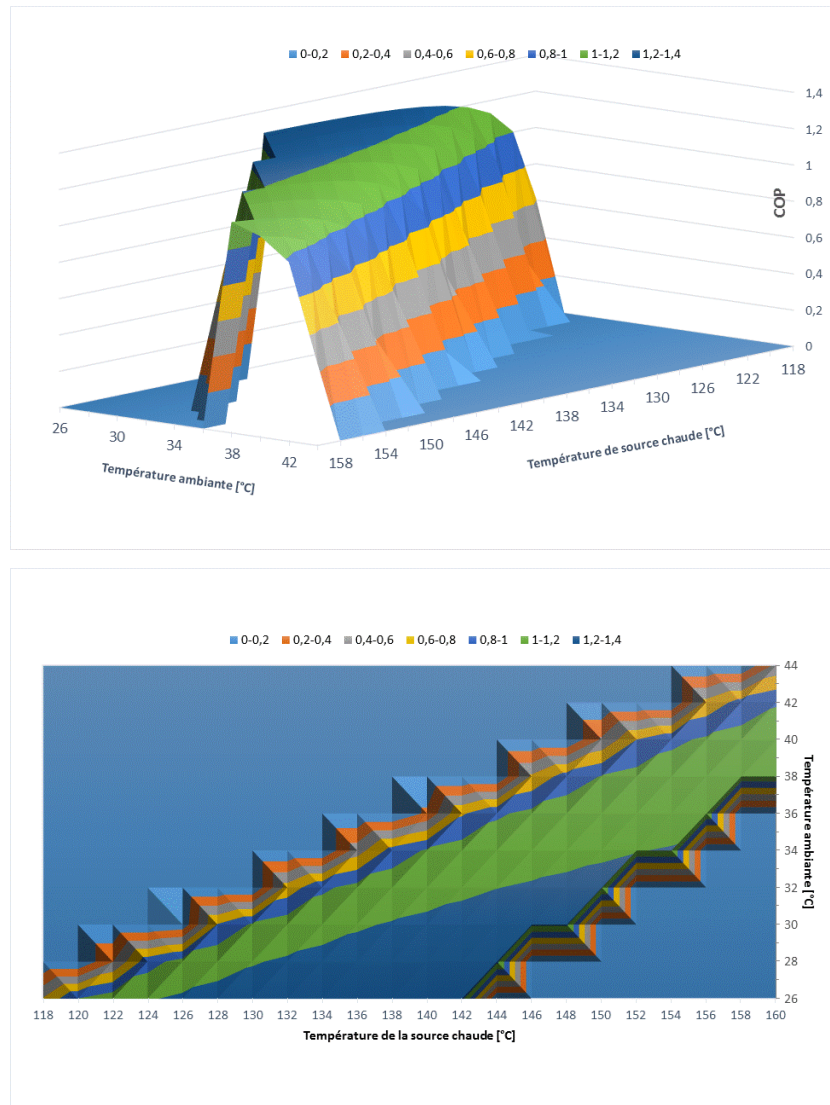 0-0,2 0,2-0,4 0,4-0,6 0,6-0,8 0,8-1 1-1,2 1,2-1,4
1,4
1,2
1
0,8
0,6
0,4
0,2
0
COP
26 30 34 38 42
Température ambiante [°C]
158 154 150 146 142 138 134 130 126 122 118
Température de source chaude [°C]
0-0,2 0,2-0,4 0,4-0,6 0,6-0,8 0,8-1 1-1,2 1,2-1,4
44
42
40
38
36
34
32
30
28
26
Température ambiante [°C]
118 120 122 124 126 128 130 132 134 136 138 140 142 144 146 148 150 152 154 156 158 160
Température de la source chaude [°C]